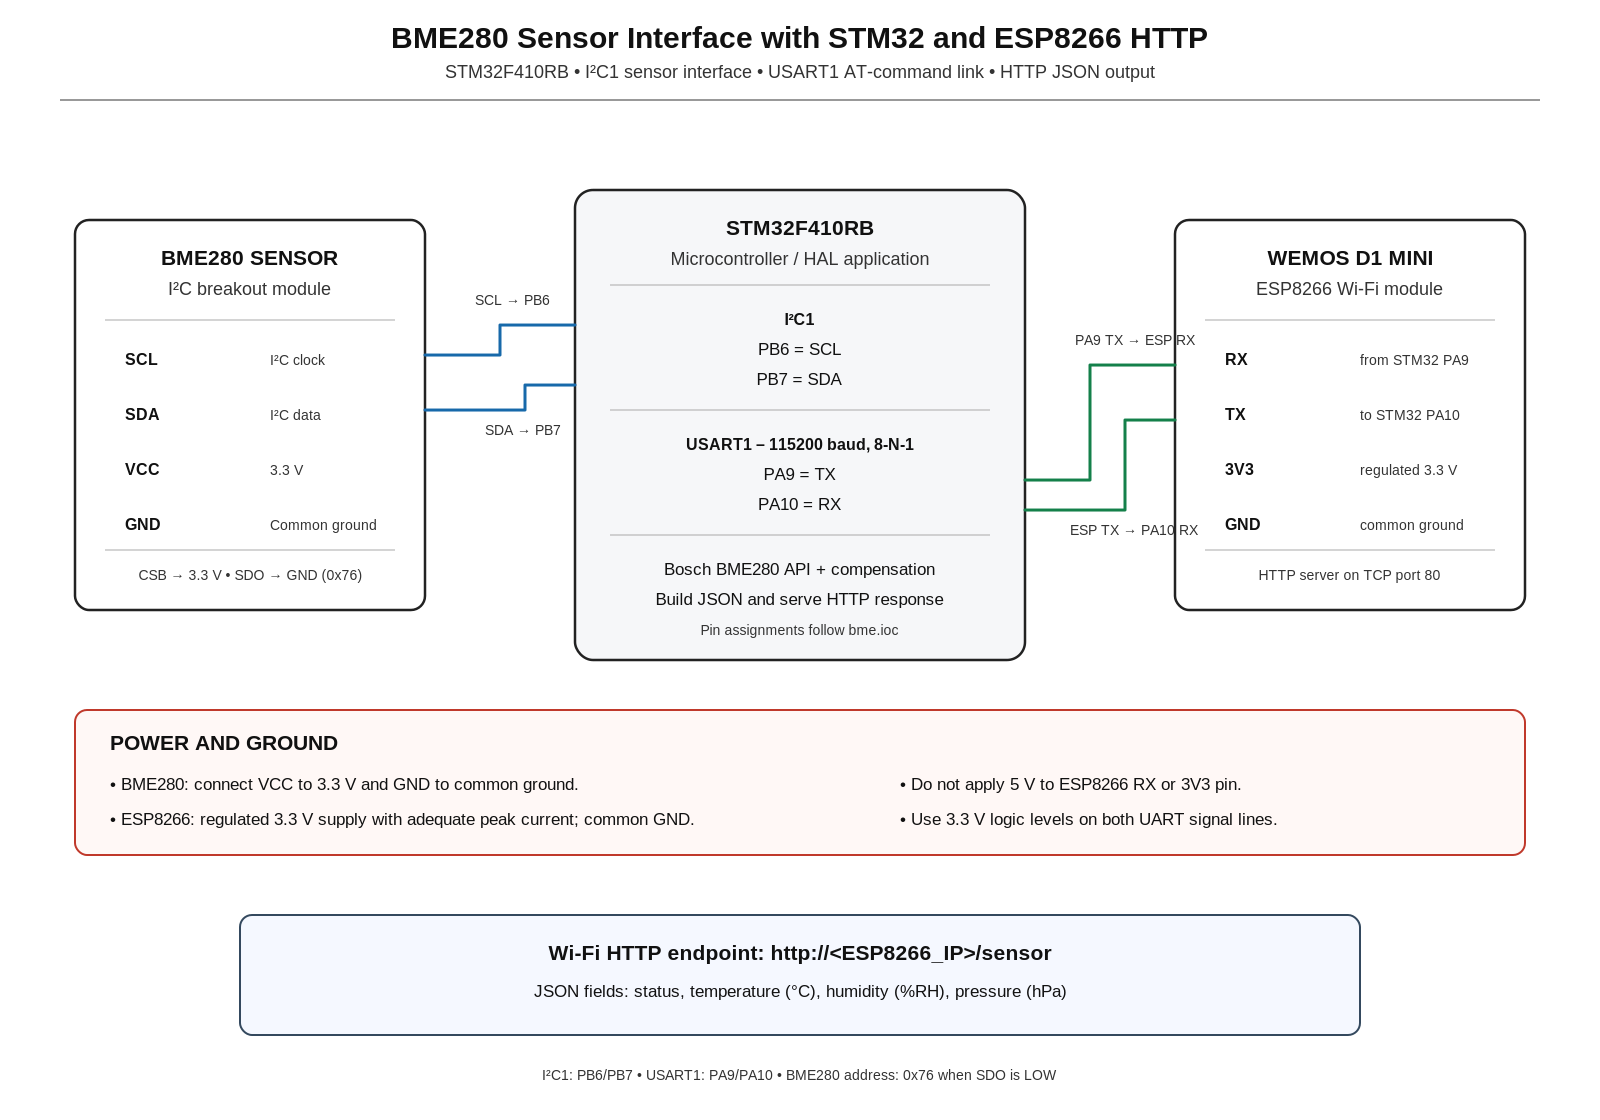 BME280 Sensor Interface with STM32 and ESP8266 HTTP
STM32F410RB • I²C1 sensor interface • USART1 AT-command link • HTTP JSON output
BME280 SENSOR
I²C breakout module
SCL I²C clock
SDA I²C data
VCC 3.3 V
GND Common ground
CSB → 3.3 V • SDO → GND (0x76)
SCL → PB6
SDA → PB7
STM32F410RB
Microcontroller / HAL application
I²C1
PB6 = SCL
PB7 = SDA
USART1 – 115200 baud, 8-N-1
PA9 = TX
PA10 = RX
Bosch BME280 API + compensation
Build JSON and serve HTTP response
Pin assignments follow bme.ioc
PA9 TX → ESP RX
ESP TX → PA10 RX
WEMOS D1 MINI
ESP8266 Wi-Fi module
RX from STM32 PA9
TX to STM32 PA10
3V3 regulated 3.3 V
GND common ground
HTTP server on TCP port 80
POWER AND GROUND
• BME280: connect VCC to 3.3 V and GND to common ground.
• ESP8266: regulated 3.3 V supply with adequate peak current; common GND.
• Do not apply 5 V to ESP8266 RX or 3V3 pin.
• Use 3.3 V logic levels on both UART signal lines.
Wi-Fi HTTP endpoint: http://<ESP8266_IP>/sensor
JSON fields: status, temperature (°C), humidity (%RH), pressure (hPa)
I²C1: PB6/PB7 • USART1: PA9/PA10 • BME280 address: 0x76 when SDO is LOW